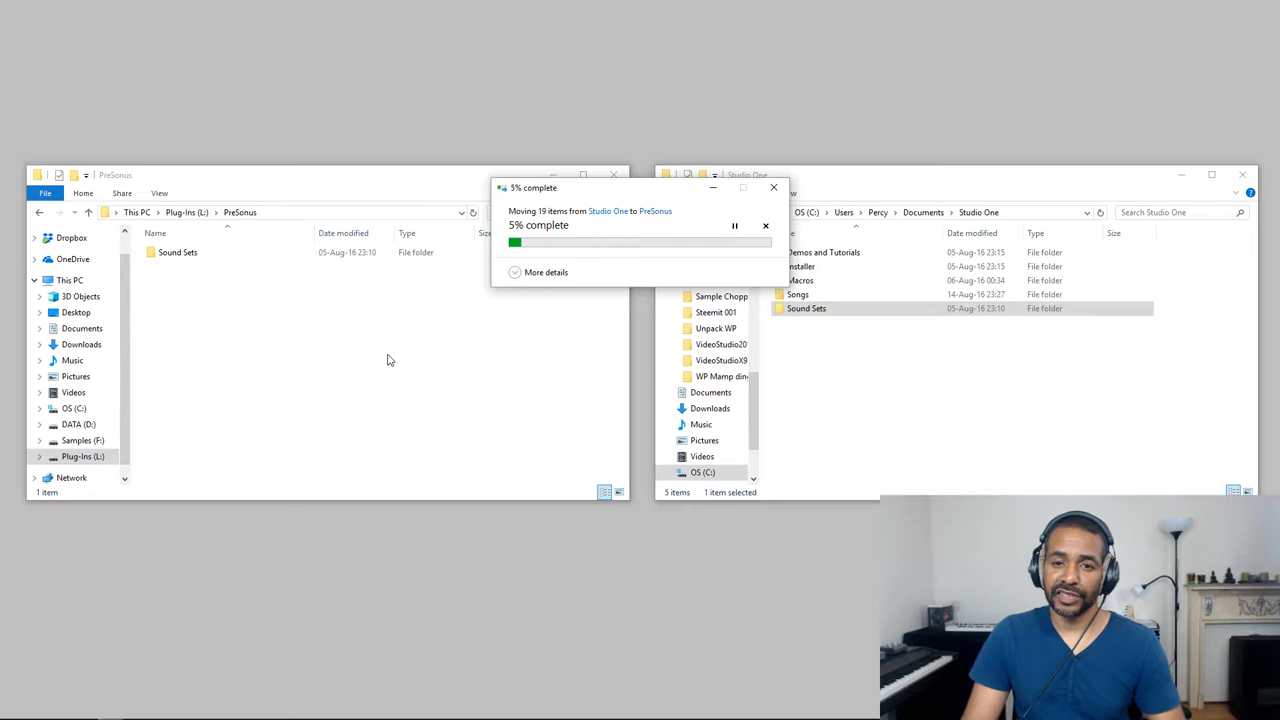 PreSonus
File Home Share View
This PC Plug-Ins (L:) PreSonus
Name Date modified Type Size
Dropbox
OneDrive
This PC
3D Objects
Desktop
Documents
Downloads
Music
Pictures
Videos
OS (C:)
DATA (D:)
Samples (F:)
Plug-Ins (L:)
Network
Sound Sets 05-Aug-16 23:10 File folder
1 item
5% complete
Moving 19 items from Studio One to PreSonus
5% complete
More details
Studio One
OS (C:) Users Percy Documents Studio One
Search Studio One
Date modified Type Size
Demos and Tutorials 05-Aug-16 23:15 File folder
nstaller 05-Aug-16 23:15 File folder
Macros 06-Aug-16 00:34 File folder
Songs 14-Aug-16 23:27 File folder
Sound Sets 05-Aug-16 23:10 File folder
Sample Chopp
Steemit 001
Unpack WP
VideoStudio20
VideoStudioX9
WP Mamp din
Documents
Downloads
Music
Pictures
Videos
OS (C:)
5 items 1 item selected